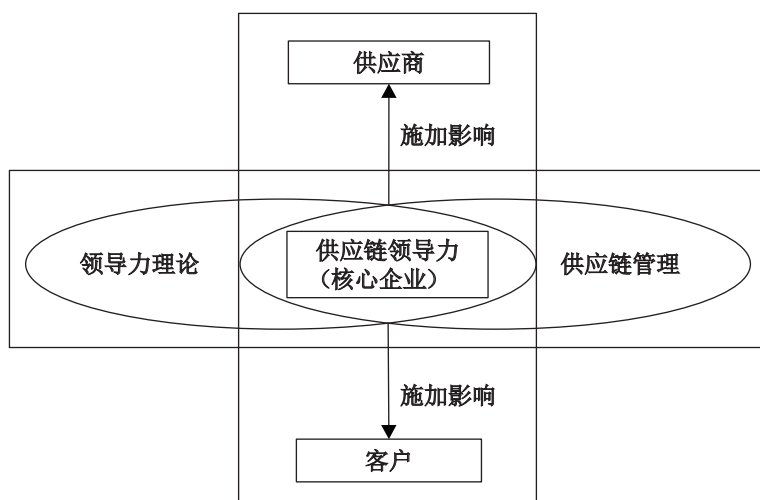 供应商
施加影响
领导力理论
供应链领导力
（核心企业）
供应链管理
施加影响
客户